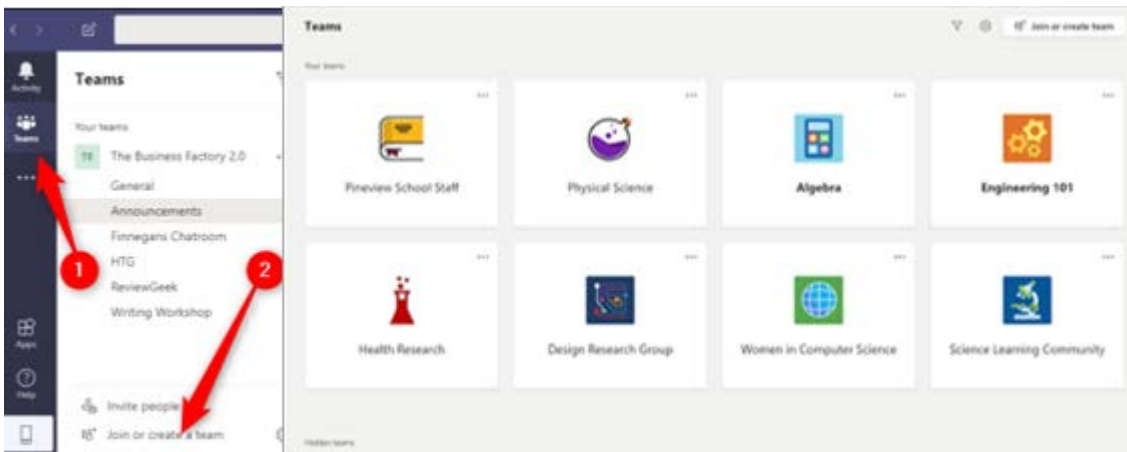 Activity
Teams
Apps
Help
Teams
Your teams
TE The Business Factory 2.0
General
Announcements
Finnegans Chatroom
HTG
ReviewGeek
Writing Workshop
Invite people
Join or create a team
1
2
Teams
Join or create team
Your teams
Pineview School Staff
Physical Science
Algebra
Engineering 101
Health Research
Design Research Group
Women in Computer Science
Science Learning Community
Hidden teams